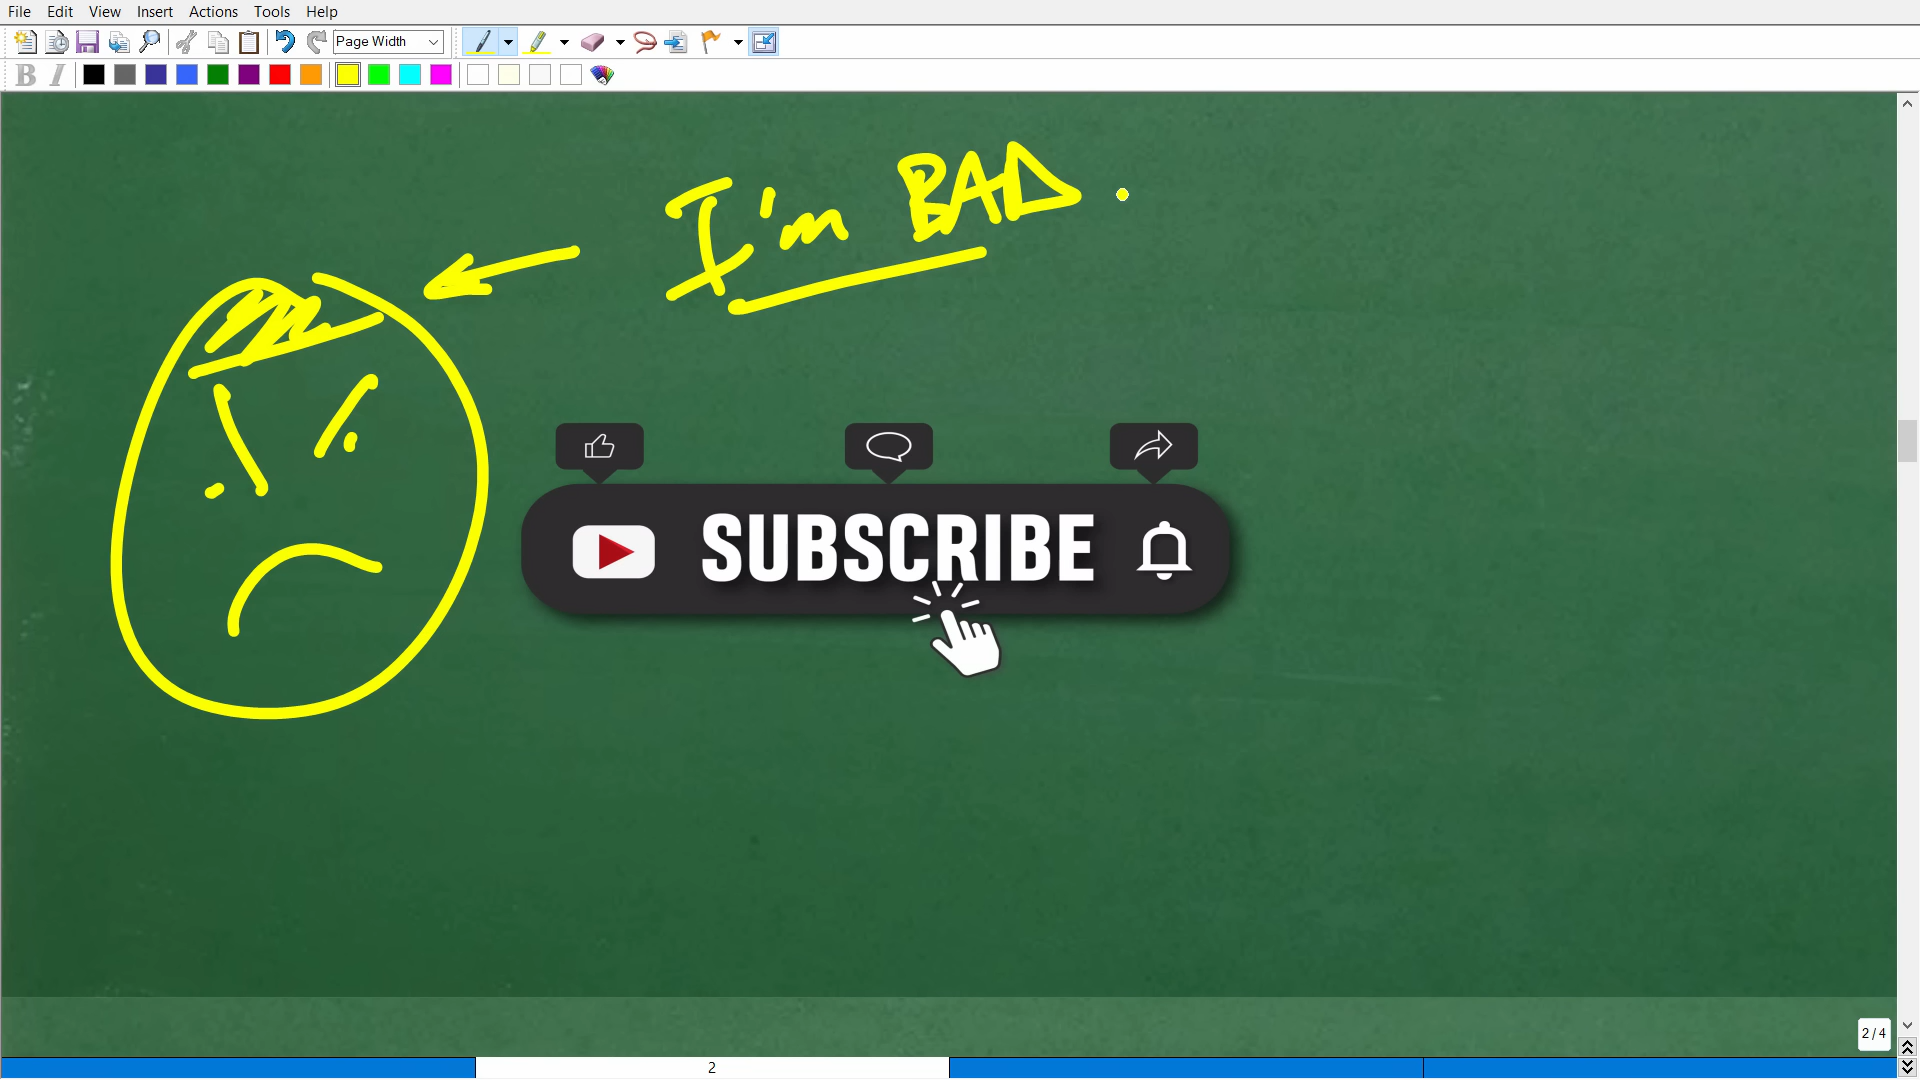 File Edit View Insert Actions Tools Help
Page Width
B I
I'm BAD
SUBSCRIBE
2 / 4
2